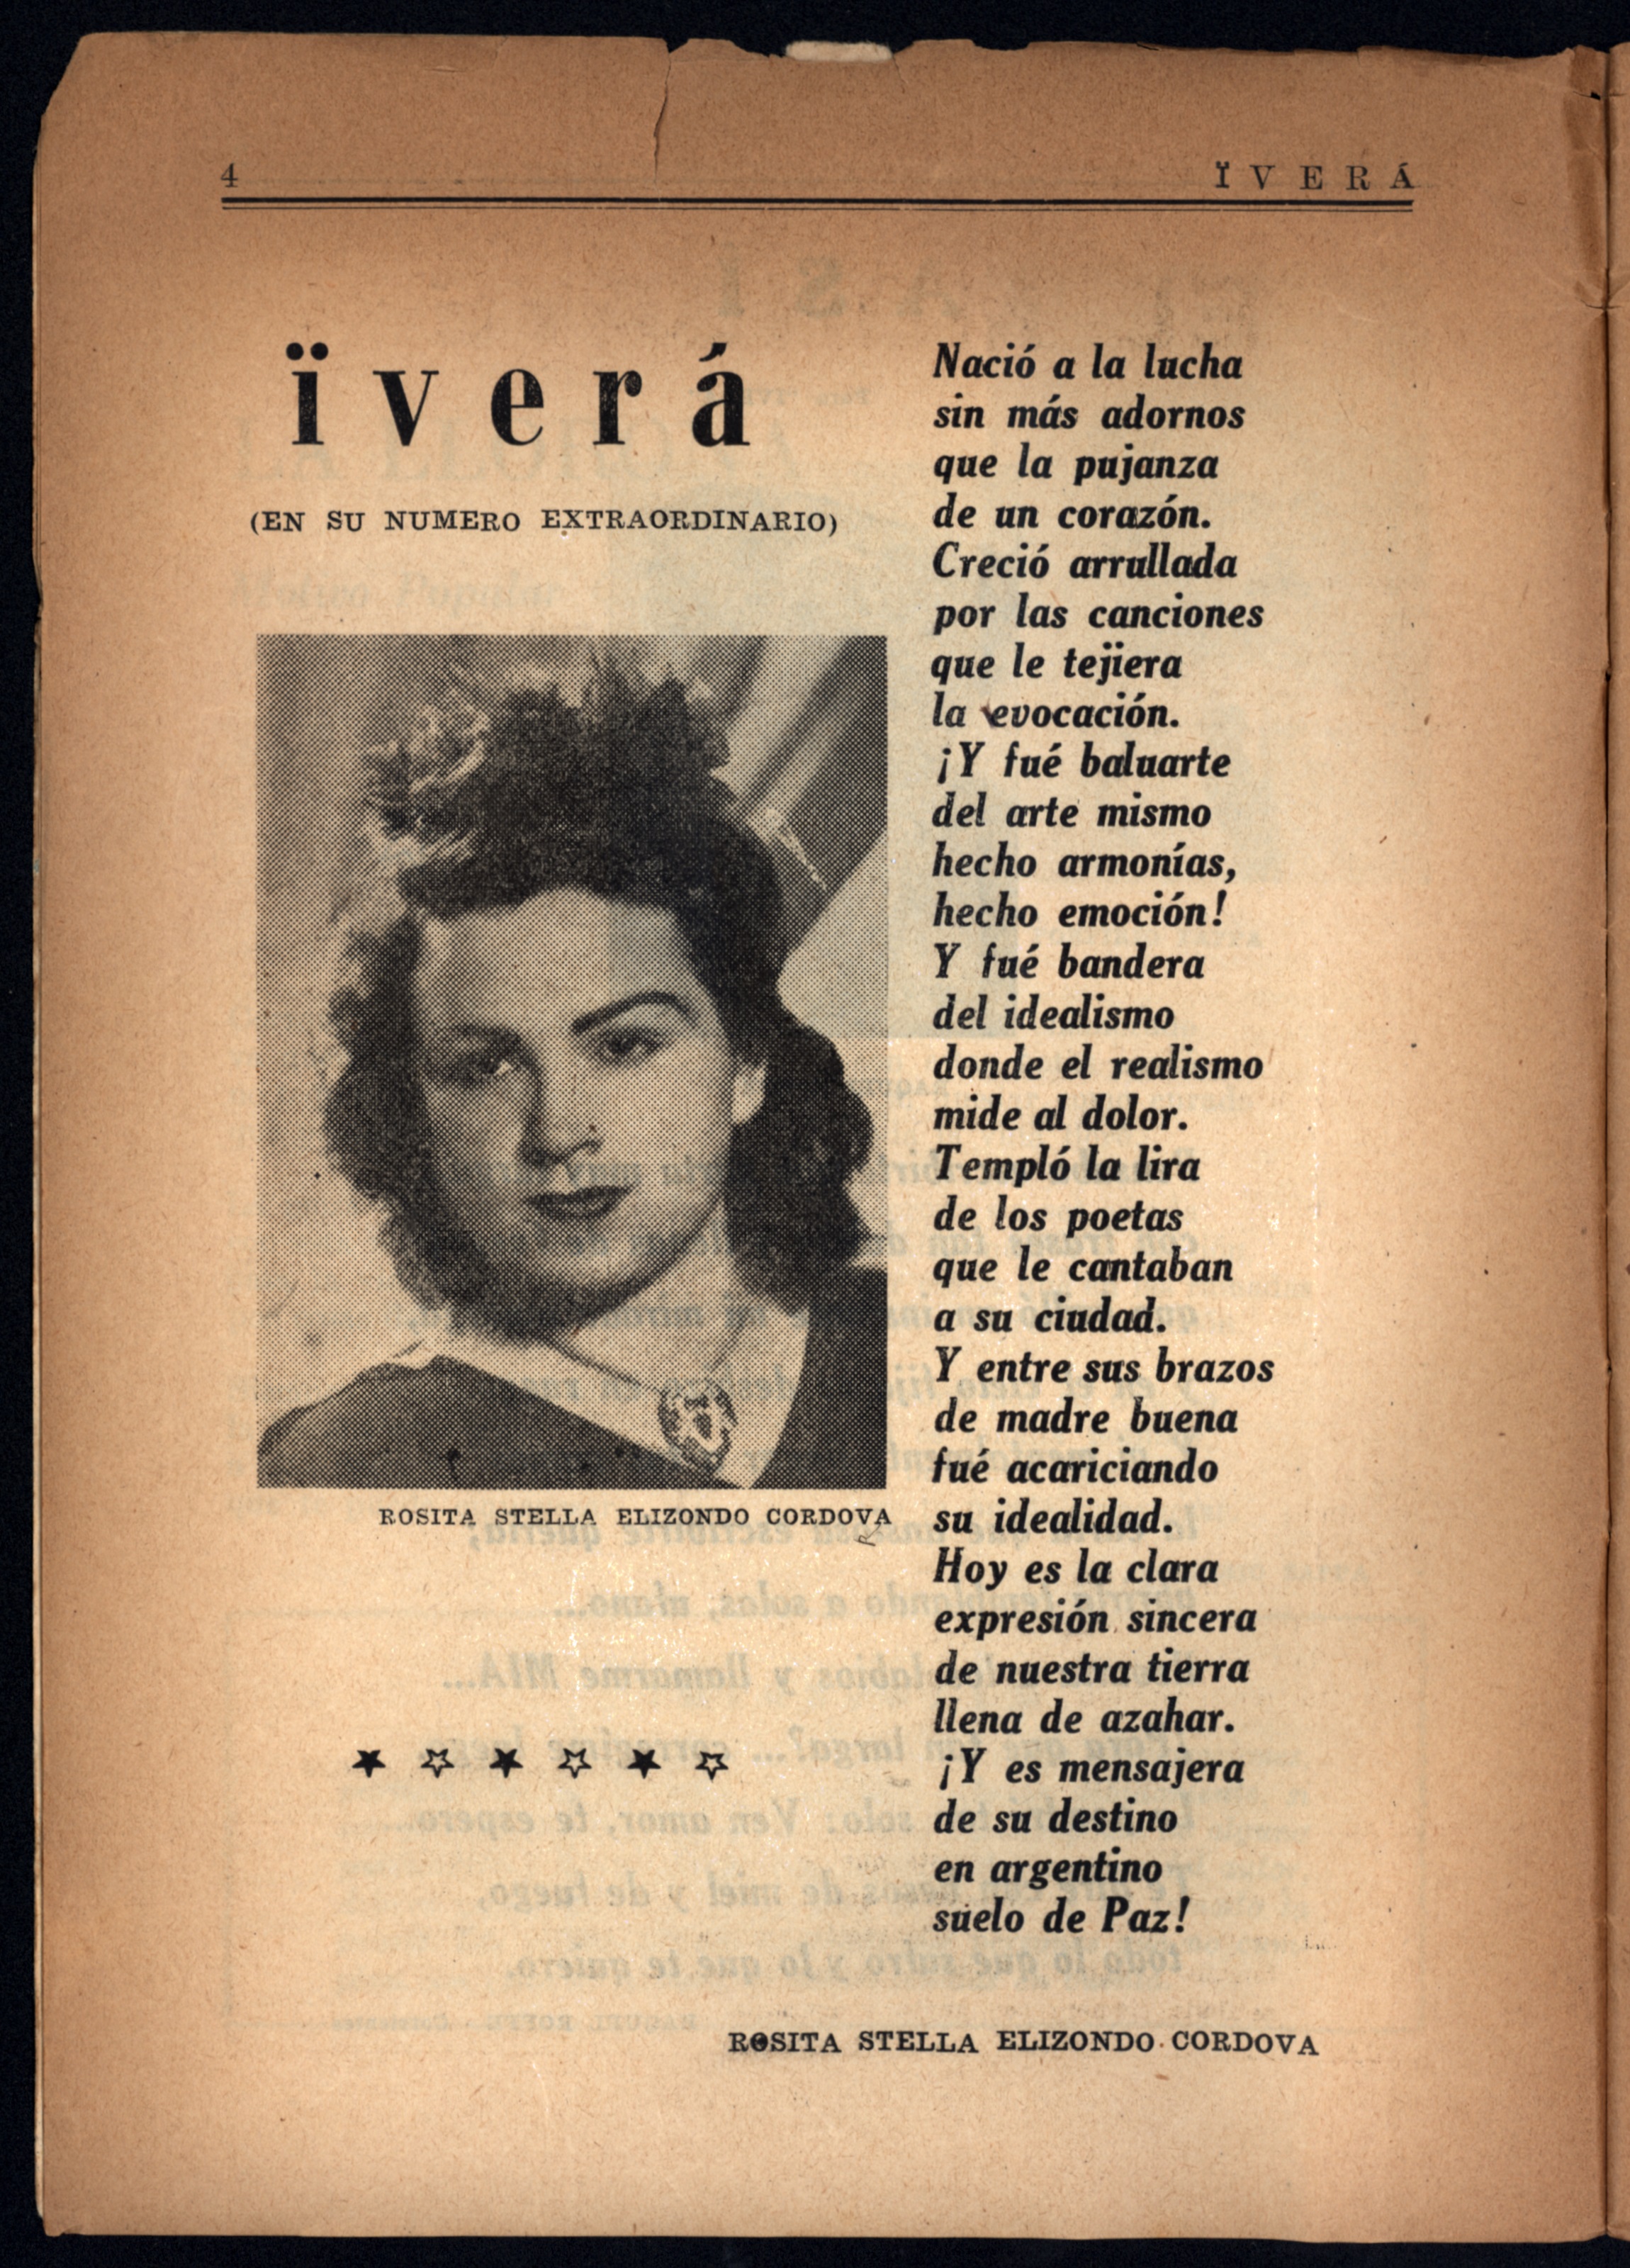 4
ÏVERÁ
ïverá
(EN SU NUMERO EXTRAORDINARIO)
ROSITA STELLA ELIZONDO CORDOVA
Nació a la lucha
sin más adornos
que la pujanza
de un corazón.
Creció arrullada
por las canciones
que le tejiera
la evocación.
¡Y fué baluarte
del arte mismo
hecho armonías,
hecho emoción!
Y fué bandera
del idealismo
donde el realismo
mide al dolor.
Templó la lira
de los poetas
que le cantaban
a su ciudad.
Y entre sus brazos
de madre buena
fué acariciando
su idealidad.
Hoy es la clara
expresión sincera
de nuestra tierra
llena de azahar.
¡Y es mensajera
de su destino
en argentino
suelo de Paz!
ROSITA STELLA ELIZONDO CORDOVA